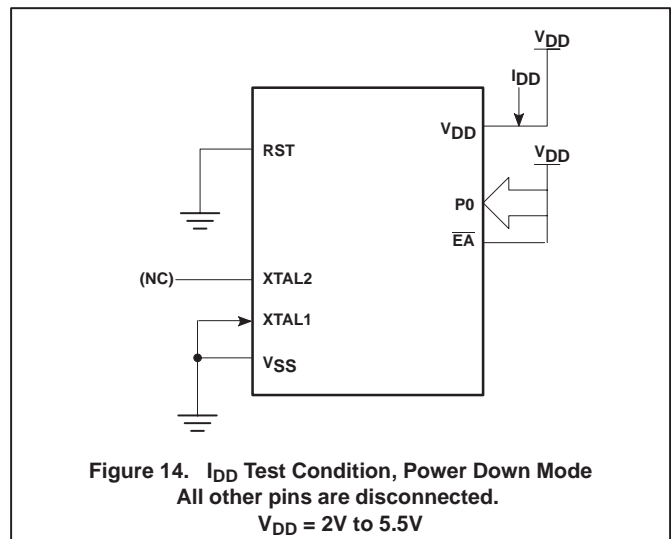 VDD
IDD
VDD
RST
VDD
P0
EA
(NC)
XTAL2
XTAL1
VSS
Figure 14. IDD Test Condition, Power Down Mode
All other pins are disconnected.
VDD = 2V to 5.5V